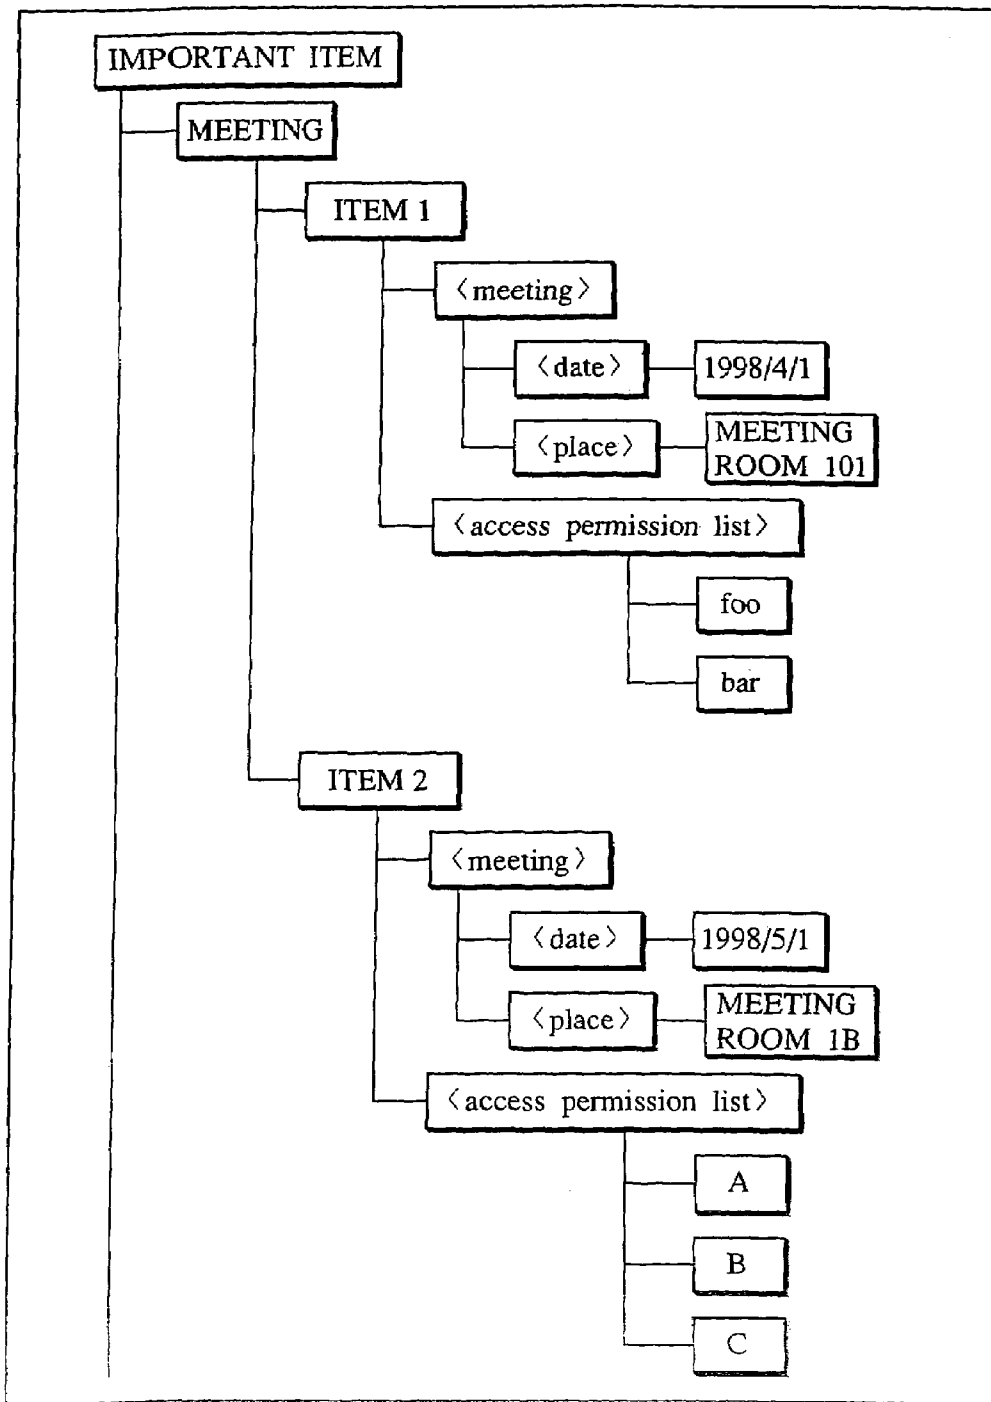 IMPORTANT ITEM
MEETING
ITEM 1
〈meeting〉
〈date〉
1998/4/1
〈place〉
MEETING
ROOM 101
〈access permission list〉
foo
bar
ITEM 2
〈meeting〉
〈date〉
1998/5/1
〈place〉
MEETING
ROOM 1B
〈access permission list〉
A
B
C